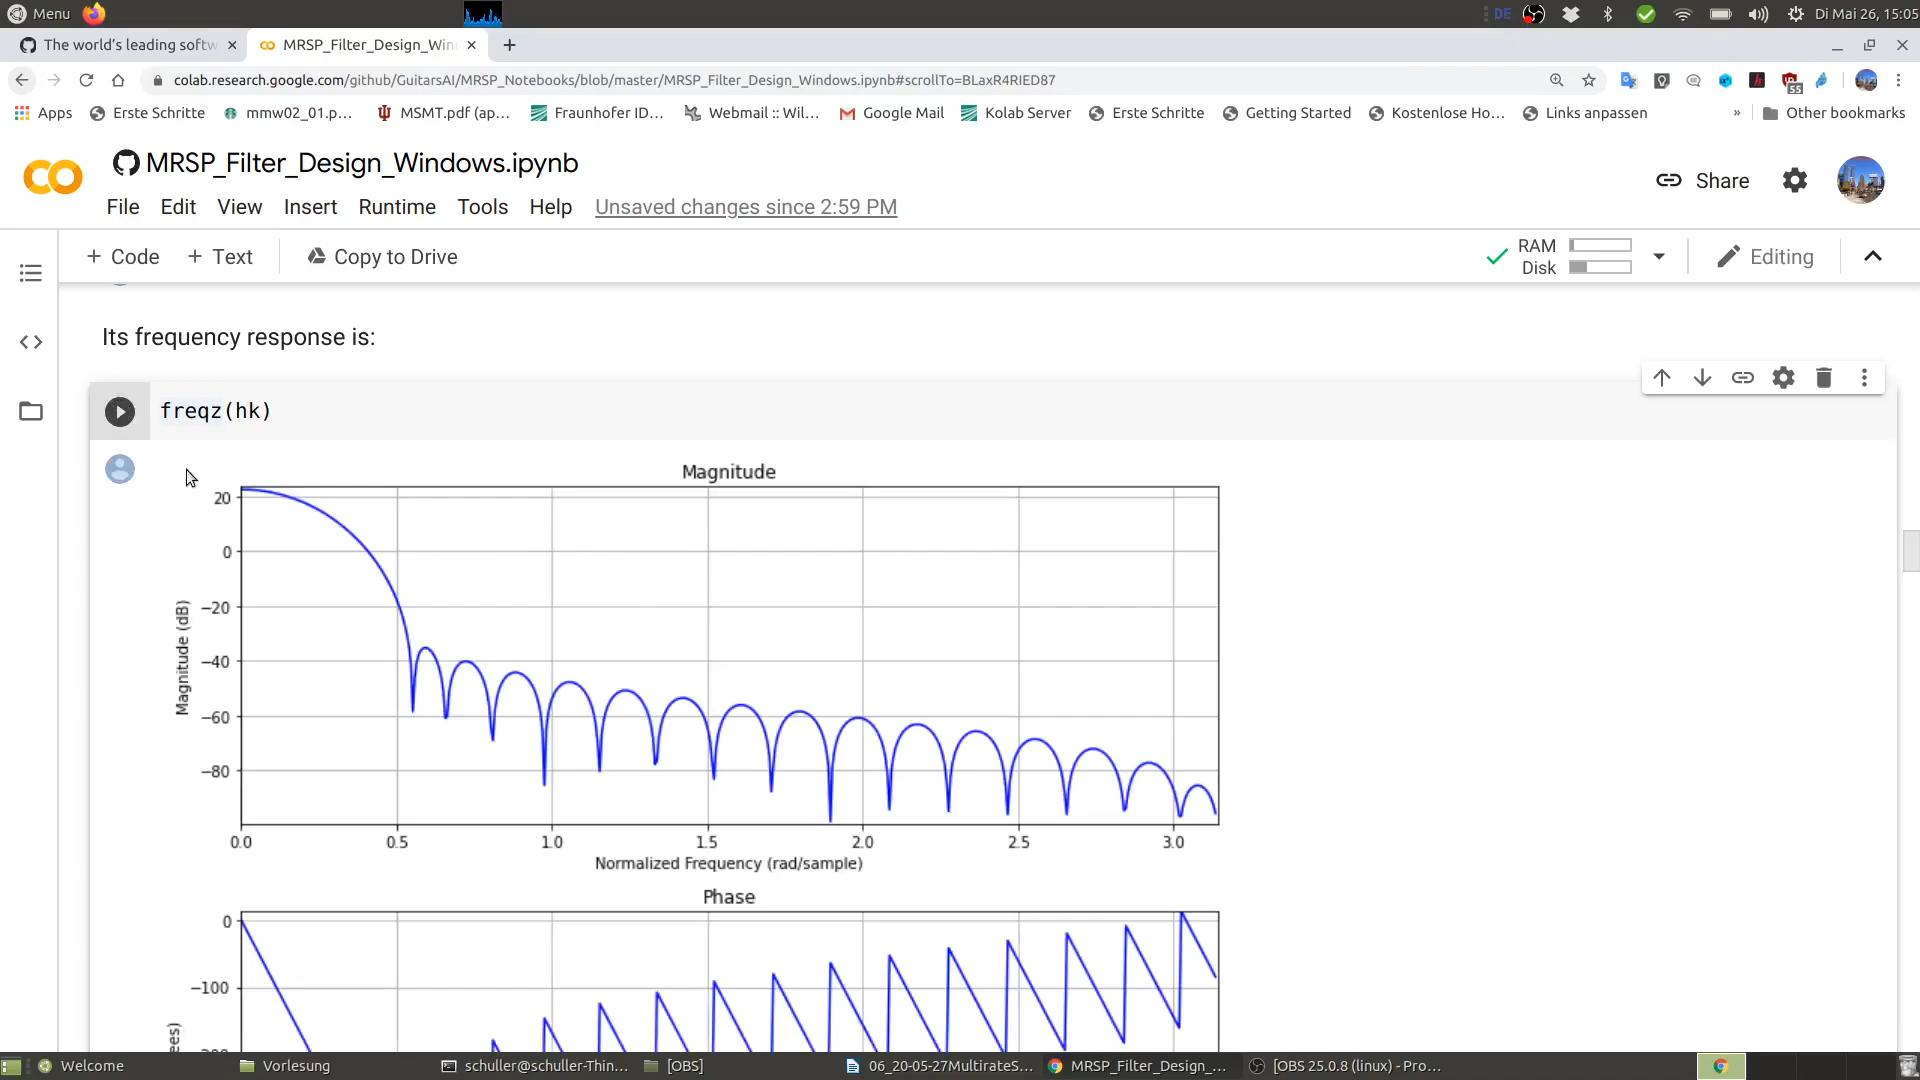 Menu
DE
Di Mai 26, 15:05
The world's leading softw
MRSP_Filter_Design_Win
colab.research.google.com/github/GuitarsAI/MRSP_Notebooks/blob/master/MRSP_Filter_Design_Windows.ipynb#scrollTo=BLaxR4RIED87
55
Apps
Erste Schritte
mmw02_01.p...
MSMT.pdf (ap...
Fraunhofer ID...
Webmail :: Wil...
Google Mail
Kolab Server
Erste Schritte
Getting Started
Kostenlose Ho...
Links anpassen
»
Other bookmarks
MRSP_Filter_Design_Windows.ipynb
Share
File Edit View Insert Runtime Tools Help Unsaved changes since 2:59 PM
+ Code + Text Copy to Drive
RAM
Disk
Editing
Its frequency response is:
freqz(hk)
Magnitude
20
0
−20
−40
−60
−80
Magnitude (dB)
0.0 0.5 1.0 1.5 2.0 2.5 3.0
Normalized Frequency (rad/sample)
Phase
0
−100
ees)
Welcome
Vorlesung
schuller@schuller-Thin...
[OBS]
06_20-05-27MultirateS...
MRSP_Filter_Design_...
[OBS 25.0.8 (linux) - Pro...